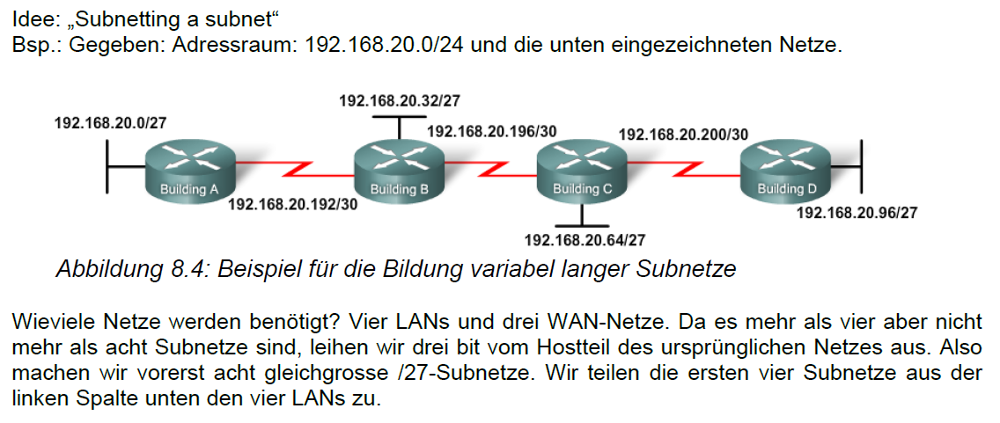 Idee: „Subnetting a subnet“
Bsp.: Gegeben: Adressraum: 192.168.20.0/24 und die unten eingezeichneten Netze.
192.168.20.0/27
192.168.20.32/27
192.168.20.196/30
192.168.20.200/30
Building A
Building B
Building C
Building D
192.168.20.192/30
192.168.20.96/27
192.168.20.64/27
Abbildung 8.4: Beispiel für die Bildung variabel langer Subnetze
Wieviele Netze werden benötigt? Vier LANs und drei WAN-Netze. Da es mehr als vier aber nicht
mehr als acht Subnetze sind, leihen wir drei bit vom Hostteil des ursprünglichen Netzes aus. Also
machen wir vorerst acht gleichgrosse /27-Subnetze. Wir teilen die ersten vier Subnetze aus der
linken Spalte unten den vier LANs zu.